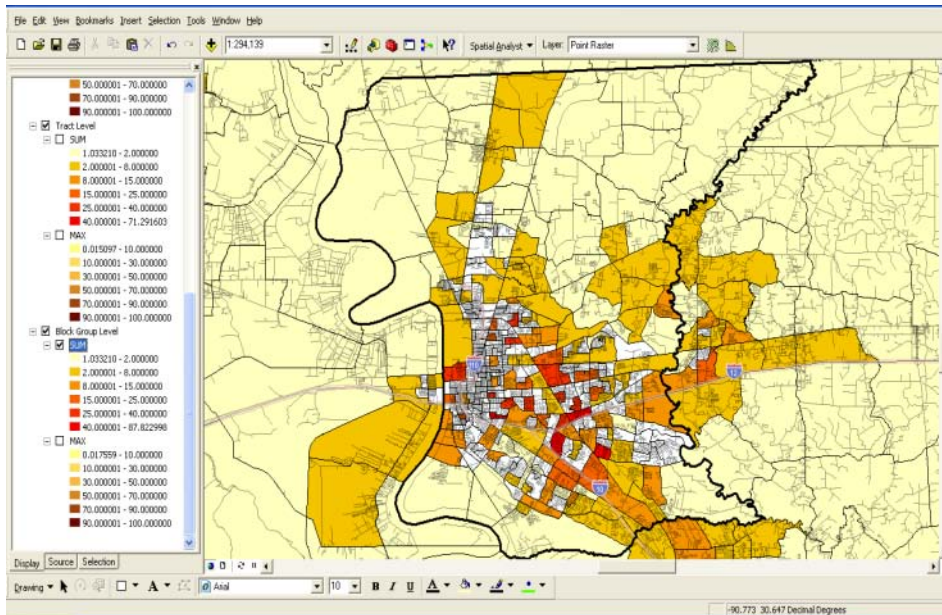 File Edit View Bookmarks Insert Selection Tools Window Help
1:294,139 Spatial Analyst Layer: Point Raster
50.000001 - 70.000000
70.000001 - 90.000000
90.000001 - 100.000000
Tract Level
SUM
1.033210 - 2.000000
2.000001 - 8.000000
8.000001 - 15.000000
15.000001 - 25.000000
25.000001 - 40.000000
40.000001 - 71.291603
MAX
0.015097 - 10.000000
10.000001 - 30.000000
30.000001 - 50.000000
50.000001 - 70.000000
70.000001 - 90.000000
90.000001 - 100.000000
Block Group Level
SUM
1.033210 - 2.000000
2.000001 - 8.000000
8.000001 - 15.000000
15.000001 - 25.000000
25.000001 - 40.000000
40.000001 - 87.822998
MAX
0.017559 - 10.000000
10.000001 - 30.000000
30.000001 - 50.000000
50.000001 - 70.000000
70.000001 - 90.000000
90.000001 - 100.000000
12
10
Display Source Selection
Drawing A Arial 10 B I U A
-90.773 30.647 Decimal Degrees